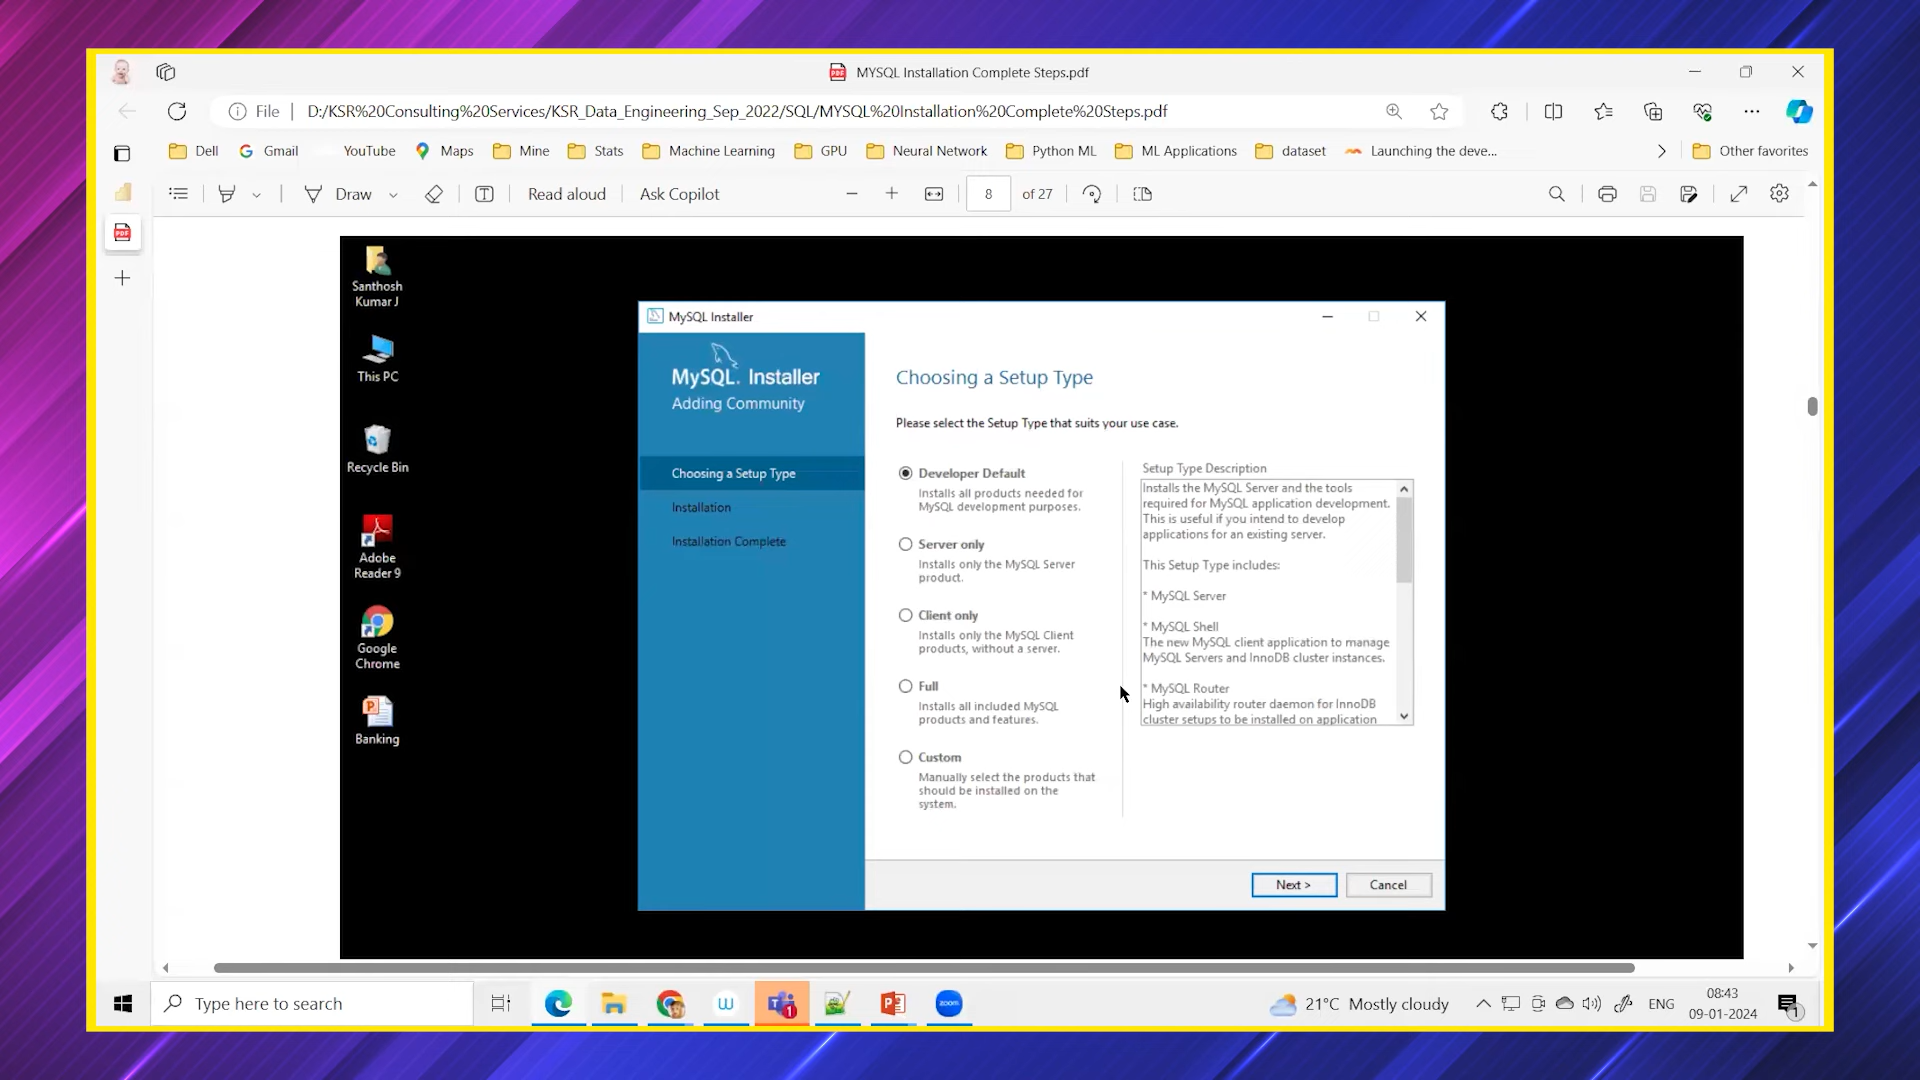 MYSQL Installation Complete Steps.pdf
File
D:/KSR%20Consulting%20Services/KSR_Data_Engineering_Sep_2022/SQL/MYSQL%20Installation%20Complete%20Steps.pdf
Dell
Gmail
YouTube
Maps
Mine
Stats
Machine Learning
GPU
Neural Network
Python ML
ML Applications
dataset
Launching the deve...
Other favorites
Draw
Read aloud
Ask Copilot
8
of 27
Santhosh
Kumar J
This PC
Recycle Bin
Adobe
Reader 9
Google
Chrome
Banking
MySQL Installer
MySQL. Installer
Adding Community
Choosing a Setup Type
Installation
Installation Complete
Choosing a Setup Type
Please select the Setup Type that suits your use case.
Developer Default
Installs all products needed for
MySQL development purposes.
Server only
Installs only the MySQL Server
product.
Client only
Installs only the MySQL Client
products, without a server.
Full
Installs all included MySQL
products and features.
Custom
Manually select the products that
should be installed on the
system.
Setup Type Description
Installs the MySQL Server and the tools
required for MySQL application development.
This is useful if you intend to develop
applications for an existing server.
This Setup Type includes:
* MySQL Server
* MySQL Shell
The new MySQL client application to manage
MySQL Servers and InnoDB cluster instances.
* MySQL Router
High availability router daemon for InnoDB
cluster setups to be installed on application
Next >
Cancel
Type here to search
zoom
21°C Mostly cloudy
ENG
08:43
09-01-2024